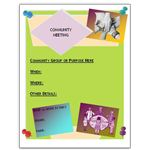 COMMUNITY
MEETING
COMMUNITY GROUP OR PURPOSE HERE
WHEN:
WHERE:
OTHER DETAILS: